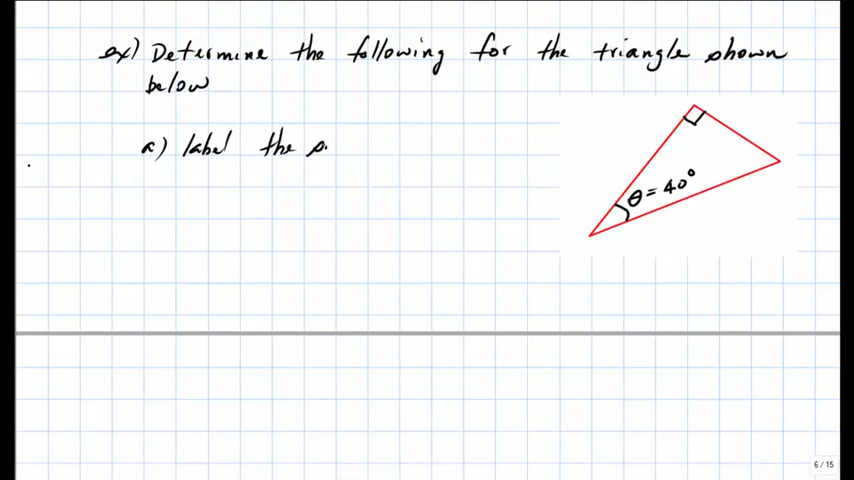 ex) Determine the following for the triangle shown
below
a) label the s
θ = 40°
6 / 15